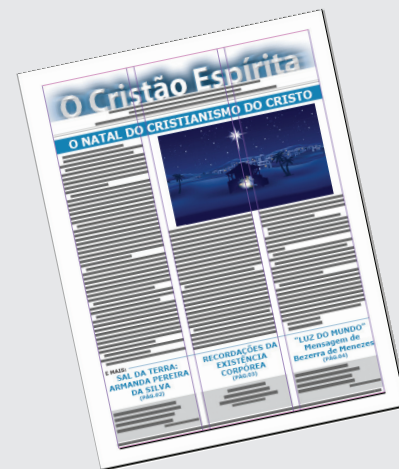 O Cristão Espírita
O NATAL DO CRISTIANISMO DO CRISTO
E MAIS:
SAL DA TERRA:
ARMANDA PEREIRA
DA SILVA
(PÁG.02)
RECORDAÇÕES DA
EXISTÊNCIA
CORPÓREA
(PÁG.03)
"LUZ DO MUNDO"
Mensagem de
Bezerra de Menezes
(PÁG.04)